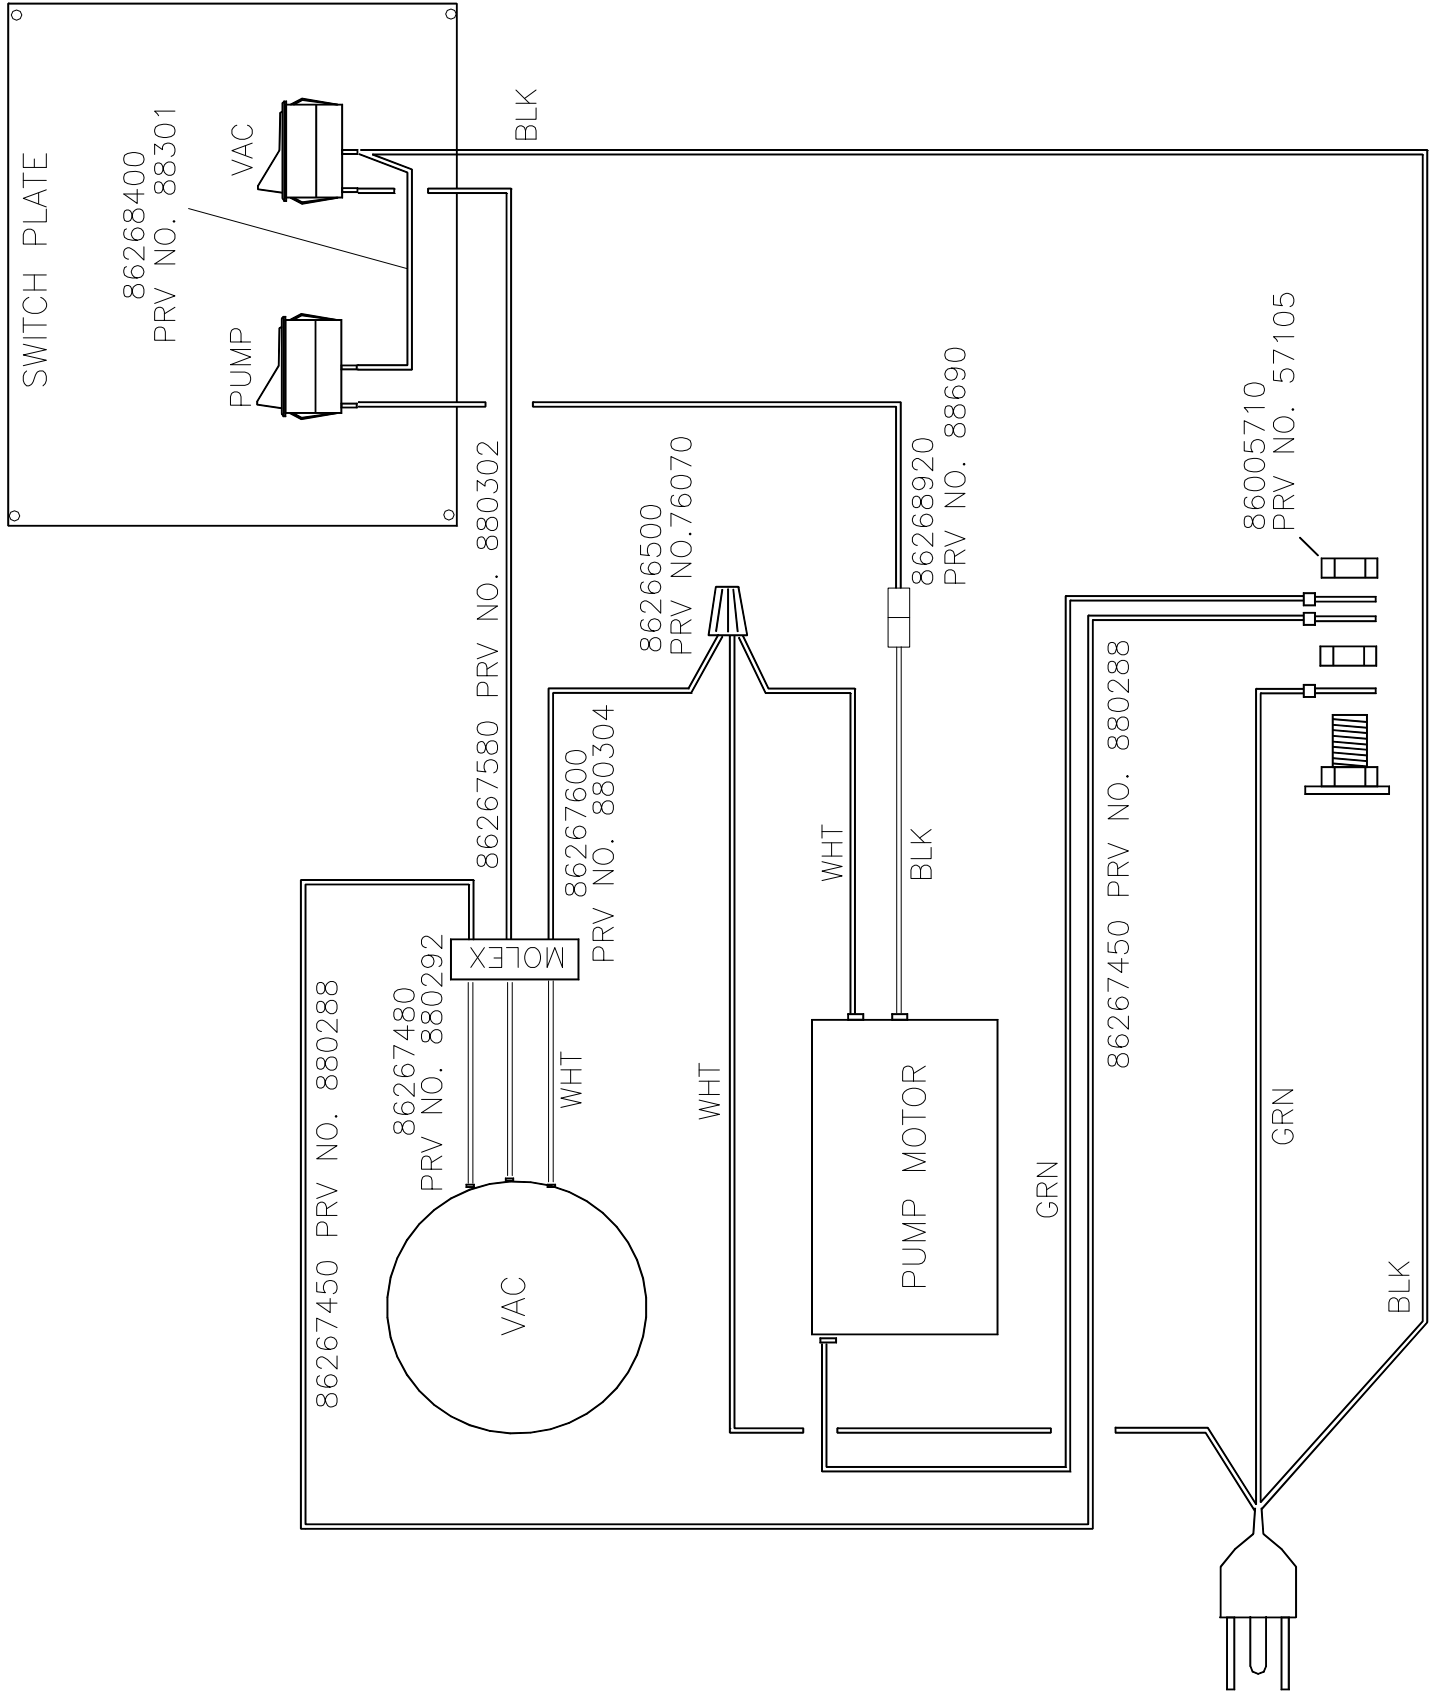 SWITCH PLATE
86268400
PRV NO. 88301
VAC
PUMP
BLK
86267580 PRV NO. 880302
86266500
PRV NO.76070
86268920
PRV NO. 88690
86005710
PRV NO. 57105
86267600
PRV NO. 880304
MOLEX
86267480
PRV NO. 880292
86267450 PRV NO. 880288
WHT
VAC
WHT
WHT
BLK
PUMP MOTOR
86267450 PRV NO. 880288
GRN
GRN
BLK